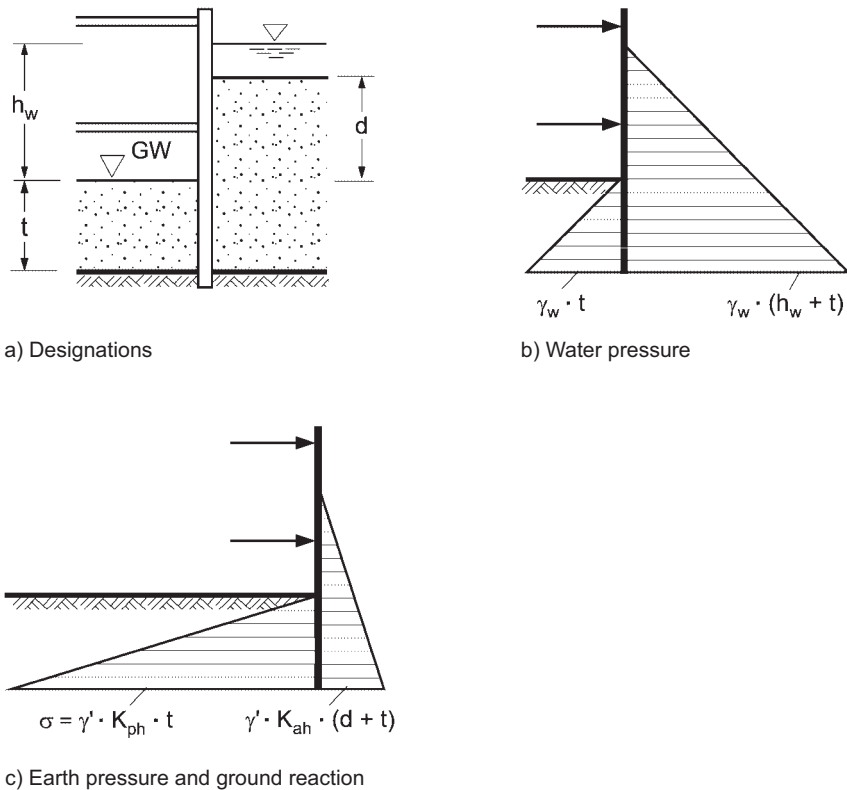 h_w
d
GW
t
a) Designations
γ_w · t
γ_w · (h_w + t)
b) Water pressure
σ = γ' · K_ph · t
γ' · K_ah · (d + t)
c) Earth pressure and ground reaction